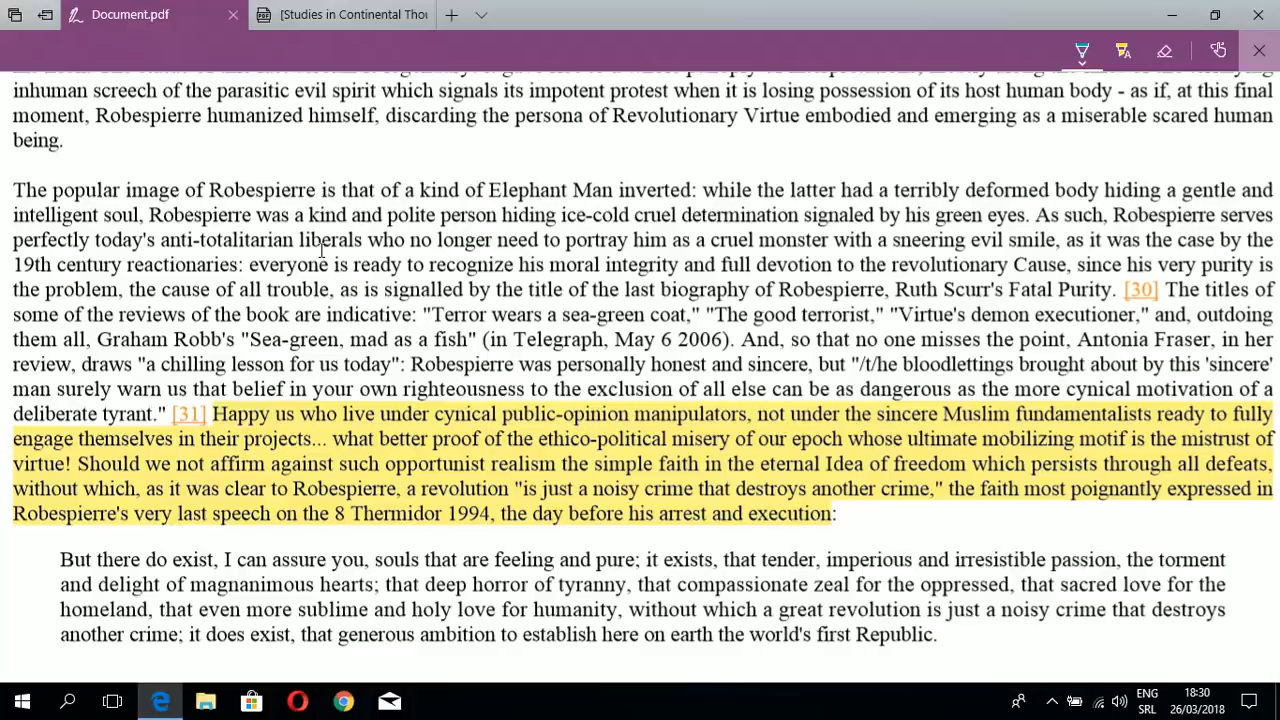 Document.pdf
[Studies in Continental Thou
inhuman screech of the parasitic evil spirit which signals its impotent protest when it is losing possession of its host human body - as if, at this final
moment, Robespierre humanized himself, discarding the persona of Revolutionary Virtue embodied and emerging as a miserable scared human
being.
The popular image of Robespierre is that of a kind of Elephant Man inverted: while the latter had a terribly deformed body hiding a gentle and
intelligent soul, Robespierre was a kind and polite person hiding ice-cold cruel determination signaled by his green eyes. As such, Robespierre serves
perfectly today's anti-totalitarian liberals who no longer need to portray him as a cruel monster with a sneering evil smile, as it was the case by the
19th century reactionaries: everyone is ready to recognize his moral integrity and full devotion to the revolutionary Cause, since his very purity is
the problem, the cause of all trouble, as is signalled by the title of the last biography of Robespierre, Ruth Scurr's Fatal Purity. [30] The titles of
some of the reviews of the book are indicative: "Terror wears a sea-green coat," "The good terrorist," "Virtue's demon executioner," and, outdoing
them all, Graham Robb's "Sea-green, mad as a fish" (in Telegraph, May 6 2006). And, so that no one misses the point, Antonia Fraser, in her
review, draws "a chilling lesson for us today": Robespierre was personally honest and sincere, but "/t/he bloodlettings brought about by this 'sincere'
man surely warn us that belief in your own righteousness to the exclusion of all else can be as dangerous as the more cynical motivation of a
deliberate tyrant." [31] Happy us who live under cynical public-opinion manipulators, not under the sincere Muslim fundamentalists ready to fully
engage themselves in their projects... what better proof of the ethico-political misery of our epoch whose ultimate mobilizing motif is the mistrust of
virtue! Should we not affirm against such opportunist realism the simple faith in the eternal Idea of freedom which persists through all defeats,
without which, as it was clear to Robespierre, a revolution "is just a noisy crime that destroys another crime," the faith most poignantly expressed in
Robespierre's very last speech on the 8 Thermidor 1994, the day before his arrest and execution:
But there do exist, I can assure you, souls that are feeling and pure; it exists, that tender, imperious and irresistible passion, the torment
and delight of magnanimous hearts; that deep horror of tyranny, that compassionate zeal for the oppressed, that sacred love for the
homeland, that even more sublime and holy love for humanity, without which a great revolution is just a noisy crime that destroys
another crime; it does exist, that generous ambition to establish here on earth the world's first Republic.
ENG
SRL
18:30
26/03/2018